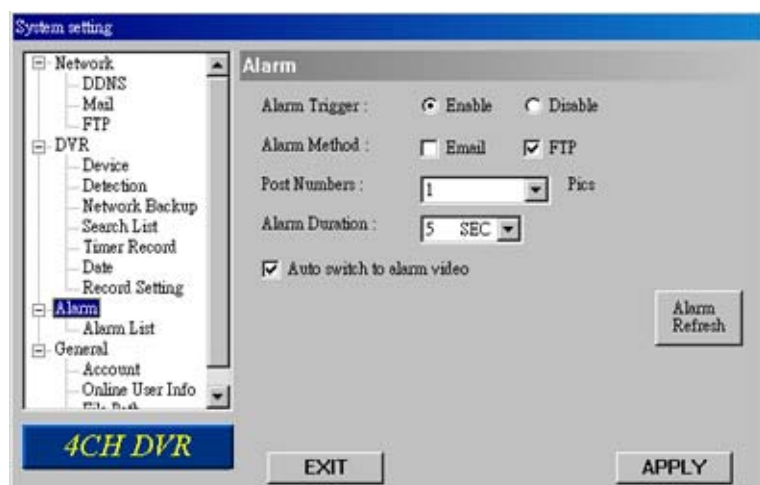 System setting
Network
DDNS
Mail
FTP
DVR
Device
Detection
Network Backup
Search List
Timer Record
Date
Record Setting
Alarm
Alarm List
General
Account
Online User Info
File Path
4CH DVR
Alarm
Alarm Trigger : Enable Disable
Alarm Method : Email FTP
Post Numbers : 1 Pics
Alarm Duration : 5 SEC
Auto switch to alarm video
Alarm
Refresh
EXIT APPLY